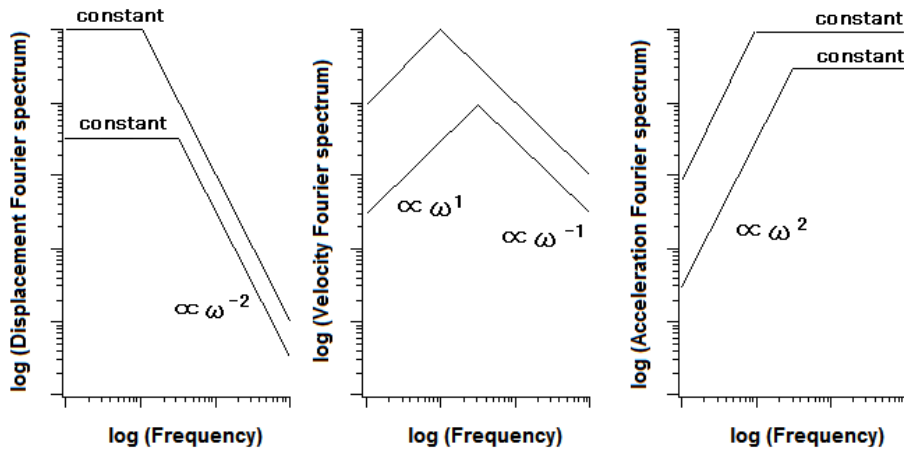 log (Displacement Fourier spectrum)
constant
constant
∝ ω⁻²
log (Frequency)
log (Velocity Fourier spectrum)
∝ ω¹
∝ ω⁻¹
log (Frequency)
log (Acceleration Fourier spectrum)
constant
constant
∝ ω²
log (Frequency)